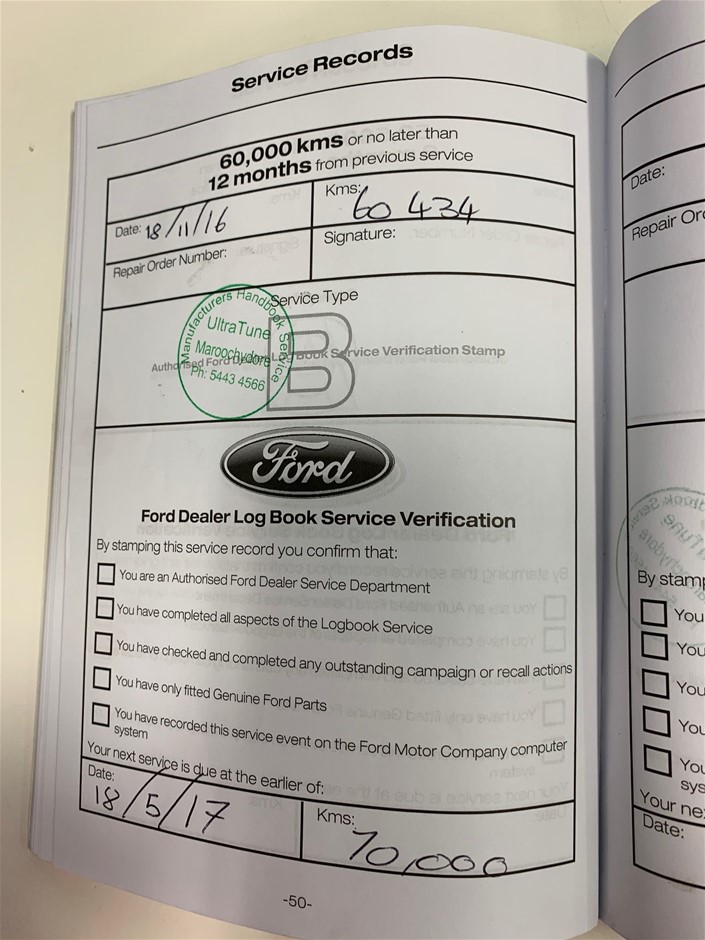 Service Records
60,000 kms or no later than
12 months from previous service
Date: 18/11/16
Kms: 60 434
Repair Order Number:
Signature:
Service Type
B
Authorised Ford Log Book Service Verification Stamp
Manufacturers Handbook Service
UltraTune
Maroochydore
Ph: 5443 4566
Ford
Ford Dealer Log Book Service Verification
By stamping this service record you confirm that:
You are an Authorised Ford Dealer Service Department
You have completed all aspects of the Logbook Service
You have checked and completed any outstanding campaign or recall actions
You have only fitted Genuine Ford Parts
You have recorded this service event on the Ford Motor Company computer
system
Your next service is due at the earlier of:
Date: 18/5/17
Kms: 70,000
-50-
Date:
Repair Or
By stamp
You
You
You
You
You
sys
Your ne
Date: